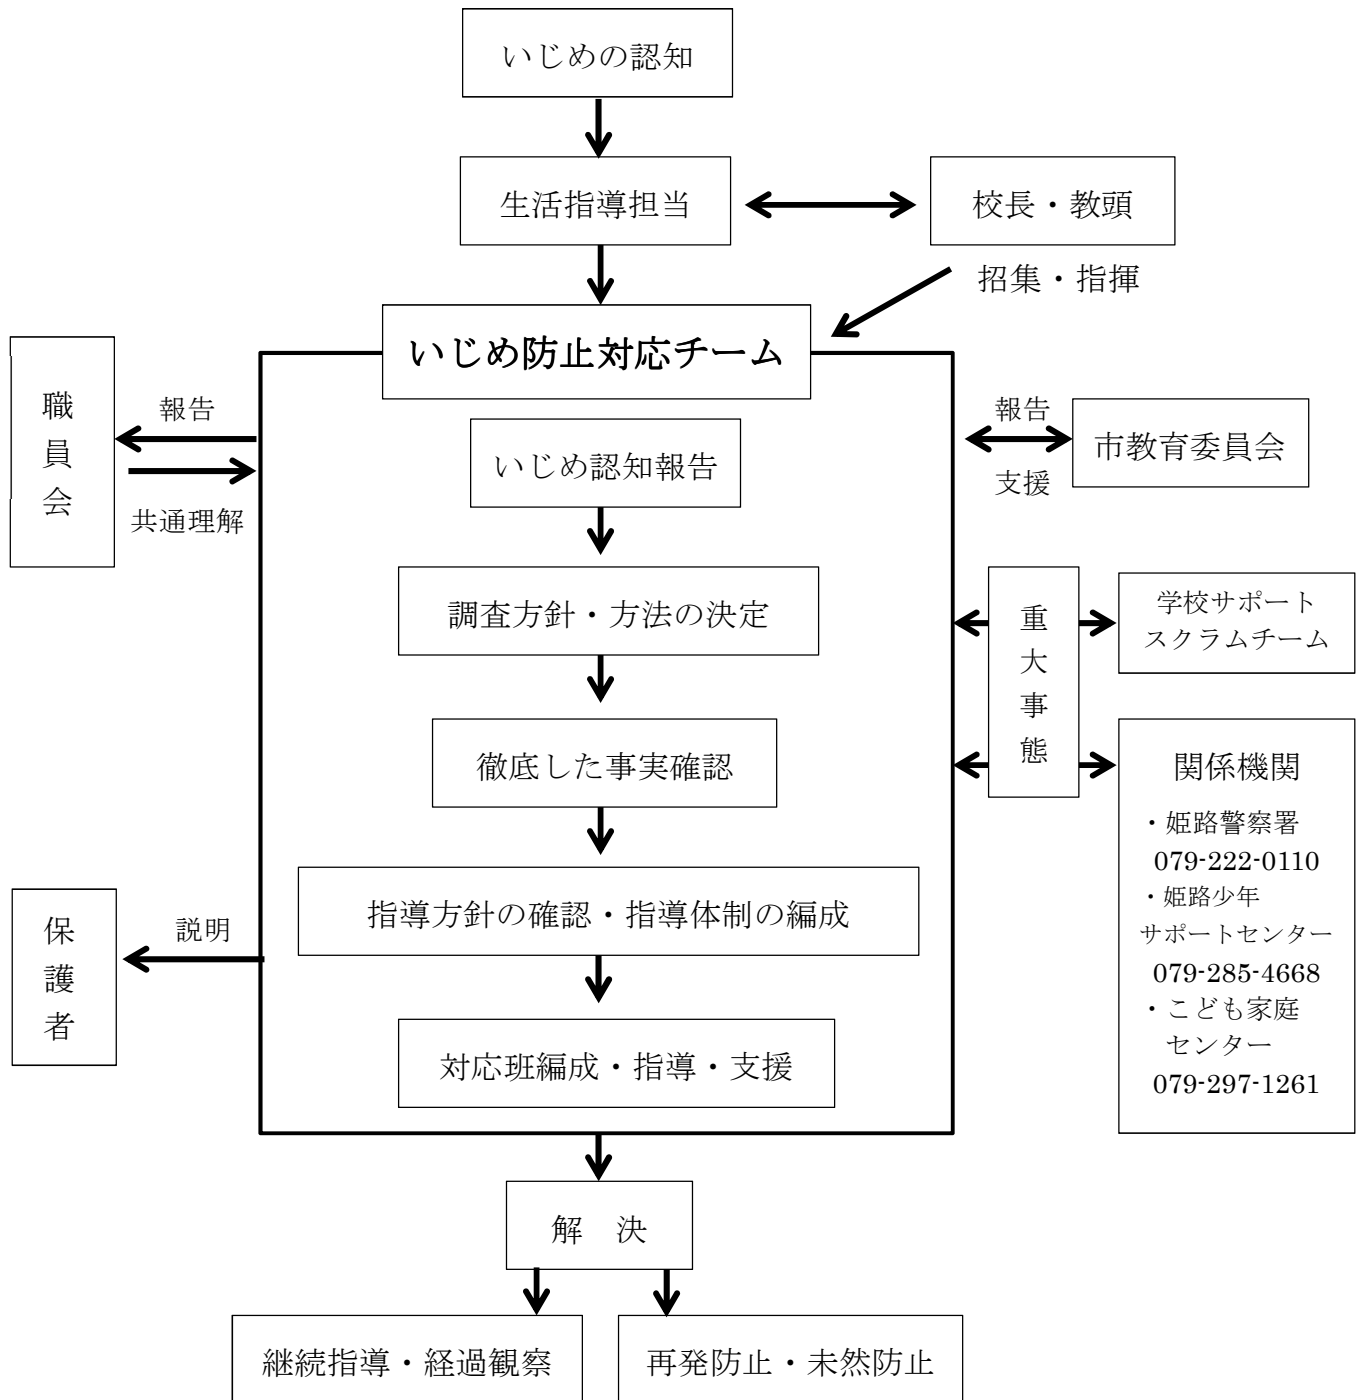 いじめの認知
生活指導担当
校長・教頭
招集・指揮
いじめ防止対応チーム
職員会
報告
共通理解
いじめ認知報告
報告
支援
市教育委員会
調査方針・方法の決定
重大事態
学校サポート
スクラムチーム
徹底した事実確認
関係機関
・姫路警察署
079-222-0110
・姫路少年
サポートセンター
079-285-4668
・こども家庭
センター
079-297-1261
指導方針の確認・指導体制の編成
保護者
説明
対応班編成・指導・支援
解　決
継続指導・経過観察
再発防止・未然防止